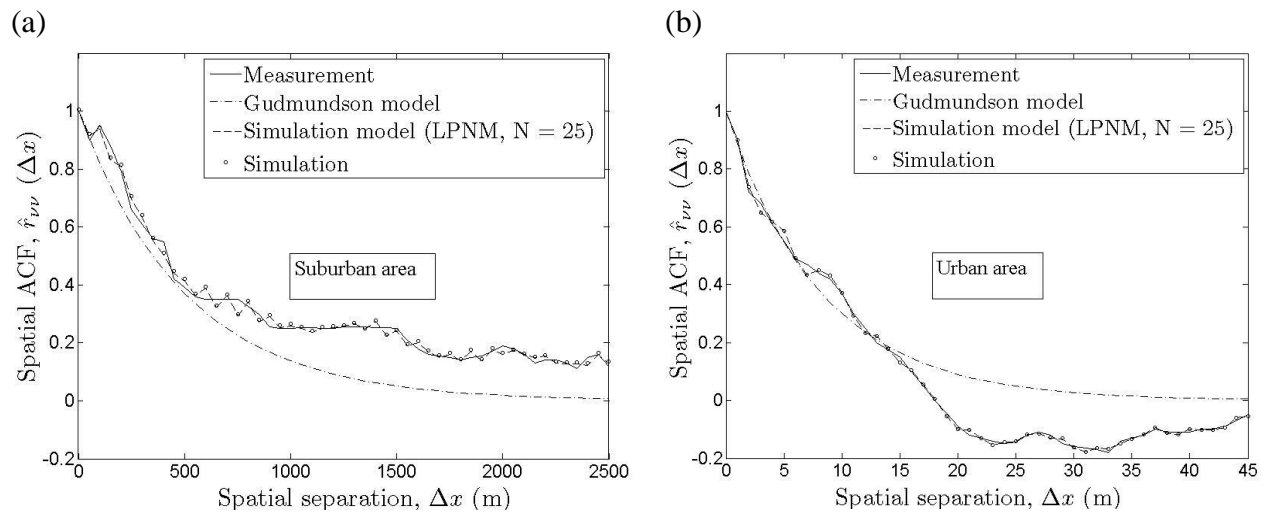 (a)
Measurement
Gudmundson model
Simulation model (LPNM, N = 25)
Simulation
Suburban area
Spatial ACF, r̂νν (Δx)
1
0.8
0.6
0.4
0.2
0
-0.2
0
500
1000
1500
2000
2500
Spatial separation, Δx (m)
(b)
Measurement
Gudmundson model
Simulation model (LPNM, N = 25)
Simulation
Urban area
Spatial ACF, r̂νν (Δx)
1
0.8
0.6
0.4
0.2
0
-0.2
0
5
10
15
20
25
30
35
40
45
Spatial separation, Δx (m)